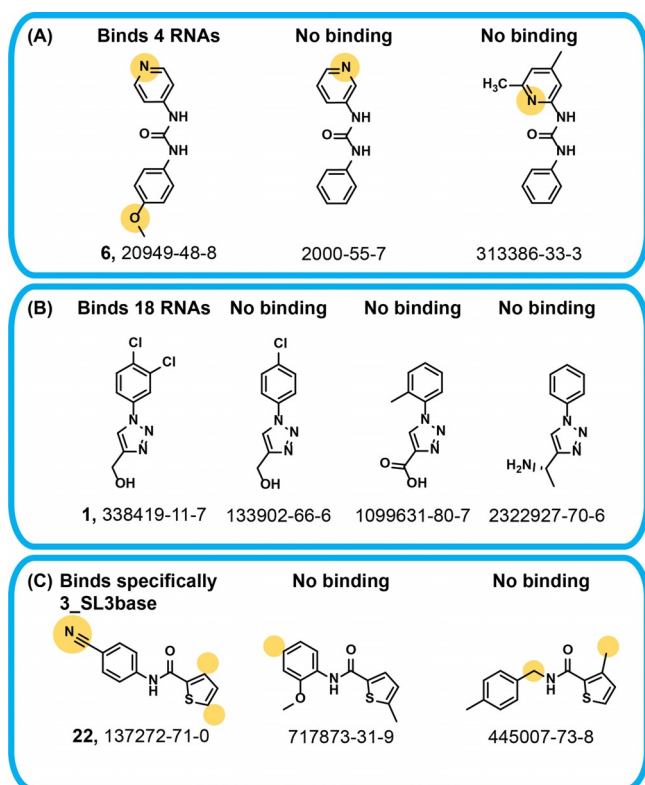 (A) Binds 4 RNAs No binding No binding
N N H₃C N
NH NH NH
O O O
NH NH NH
O
6, 20949-48-8 2000-55-7 313386-33-3
(B) Binds 18 RNAs No binding No binding No binding
Cl Cl
Cl
N N N N
N N N N
N N N N
O H₂N
OH OH OH
1, 338419-11-7 133902-66-6 1099631-80-7 2322927-70-6
(C) Binds specifically No binding No binding
3_SL3base
N O O O
N H NH NH
S O S S
22, 137272-71-0 717873-31-9 445007-73-8